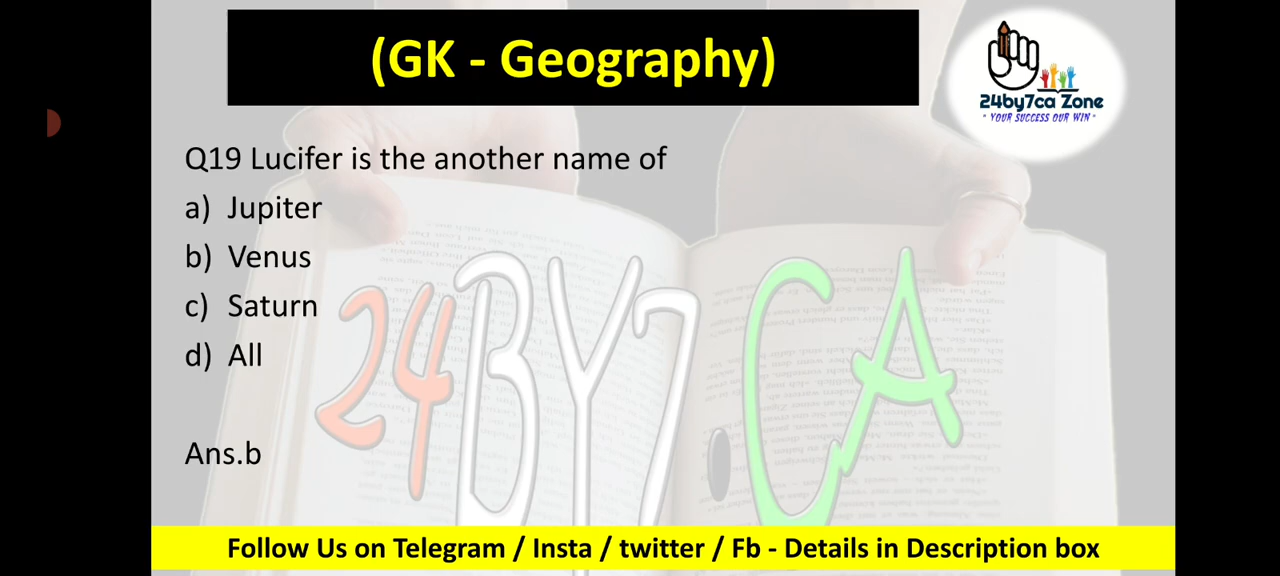 (GK - Geography)
24by7ca Zone
" YOUR SUCCESS OUR WIN "
Q19 Lucifer is the another name of
a) Jupiter
b) Venus
c) Saturn
d) All
24BY7.CA
Ans.b
Follow Us on Telegram / Insta / twitter / Fb - Details in Description box